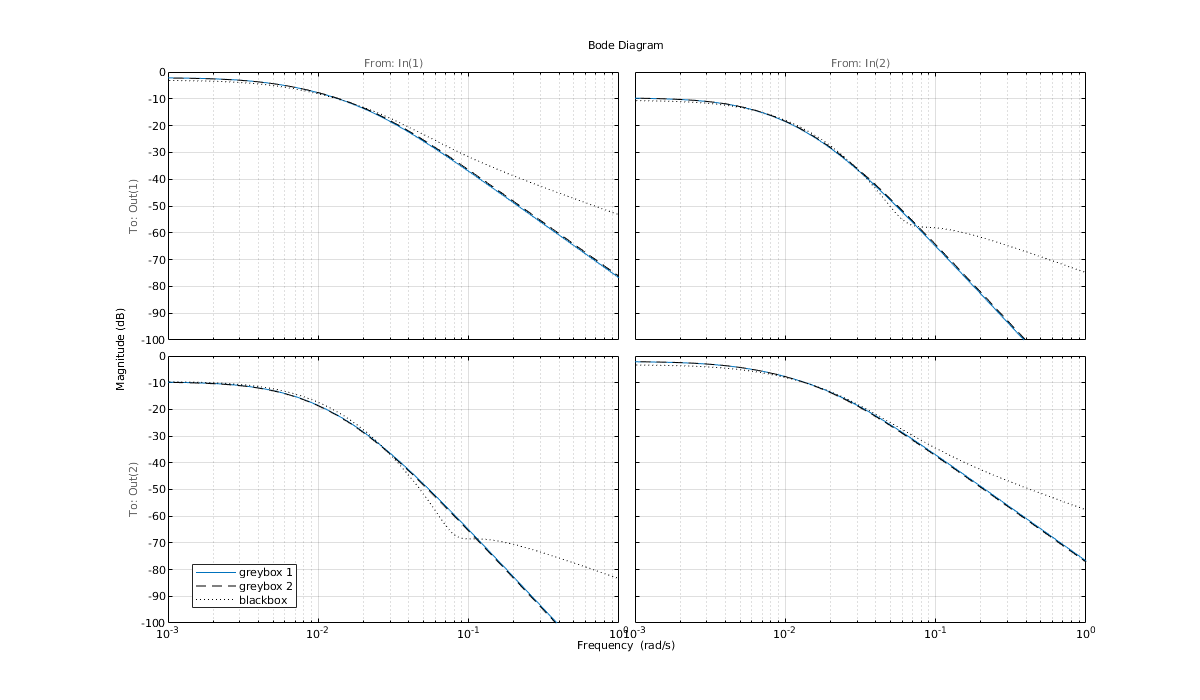 Bode Diagram
From: In(1)
From: In(2)
To: Out(1)
0
-10
-20
-30
-40
-50
-60
-70
-80
-90
-100
Magnitude (dB)
To: Out(2)
0
-10
-20
-30
-40
-50
-60
-70
-80
-90
-100
greybox 1
greybox 2
blackbox
10^-3 10^-2 10^-1 10^0
10^-3 10^-2 10^-1 10^0
Frequency (rad/s)